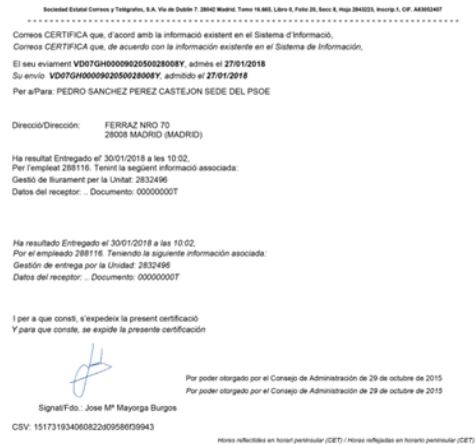 Sociedad Estatal Correos y Telégrafos, S.A. Vía de Dublín 7. 28042 Madrid. Tomo 16.665, Libro 0, Folio 20, Secc 8, Hoja 2843223, Inscrip.1, CIF. A83052407
Correos CERTIFICA que, d'acord amb la informació existent en el Sistema d'Informació,
Correos CERTIFICA que, de acuerdo con la información existente en el Sistema de Información,
El seu eviament VD07GH0000902050028008Y, admès el 27/01/2018
Su envío VD07GH0000902050028008Y, admitido el 27/01/2018
Per a/Para: PEDRO SANCHEZ PEREZ CASTEJON SEDE DEL PSOE
Direcció/Dirección: FERRAZ NRO 70
28008 MADRID (MADRID)
Ha resultat Entregado el' 30/01/2018 a les 10:02,
Per l'empleat 288116. Tenint la següent informació associada:
Gestió de lliurament per la Unitat: 2832496
Datos del receptor: .. Documento: 00000000T
Ha resultado Entregado el 30/01/2018 a las 10:02,
Por el empleado 288116. Teniendo la siguiente información asociada:
Gestión de entrega por la Unidad: 2832496
Datos del receptor: .. Documento: 00000000T
I per a que consti, s'expedeix la present certificació
Y para que conste, se expide la presente certificación
Por poder otorgado por el Consejo de Administración de 29 de octubre de 2015
Por poder otorgado por el Consejo de Administración de 29 de octubre de 2015
Signat/Fdo.: Jose Mª Mayorga Burgos
CSV: 151731934060822d09586f39943
Hores reflectides en horari peninsular (CET) / Horas reflejadas en horario peninsular (CET)